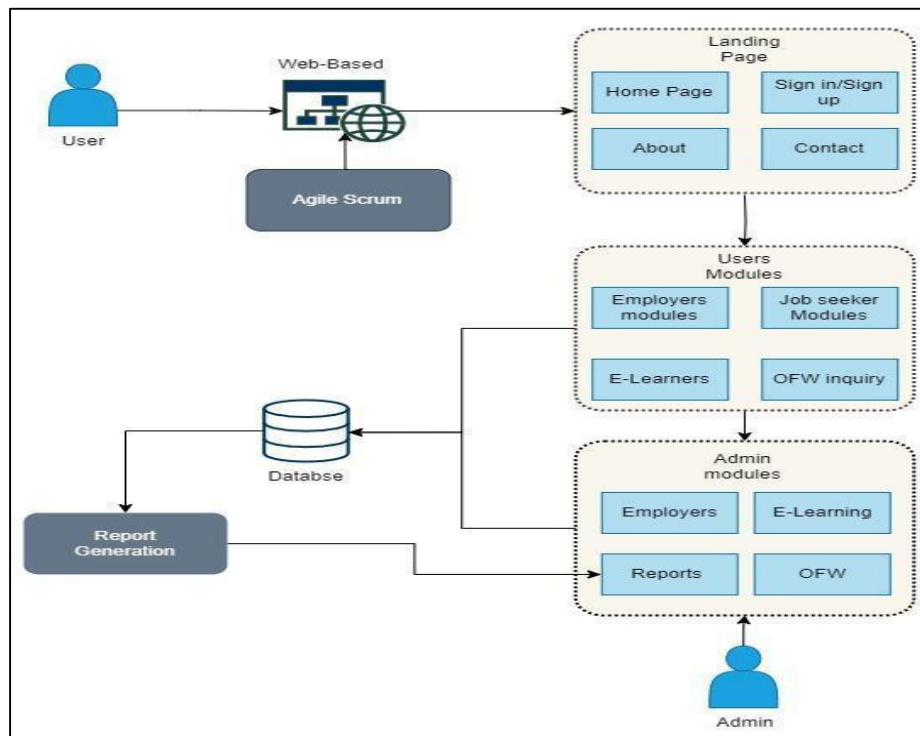 Landing
Page
Web-Based
Home Page
Sign in/Sign
up
User
About
Contact
Agile Scrum
Users
Modules
Employers
modules
Job seeker
Modules
E-Learners
OFW inquiry
Databse
Admin
modules
Employers
E-Learning
Report
Generation
Reports
OFW
Admin